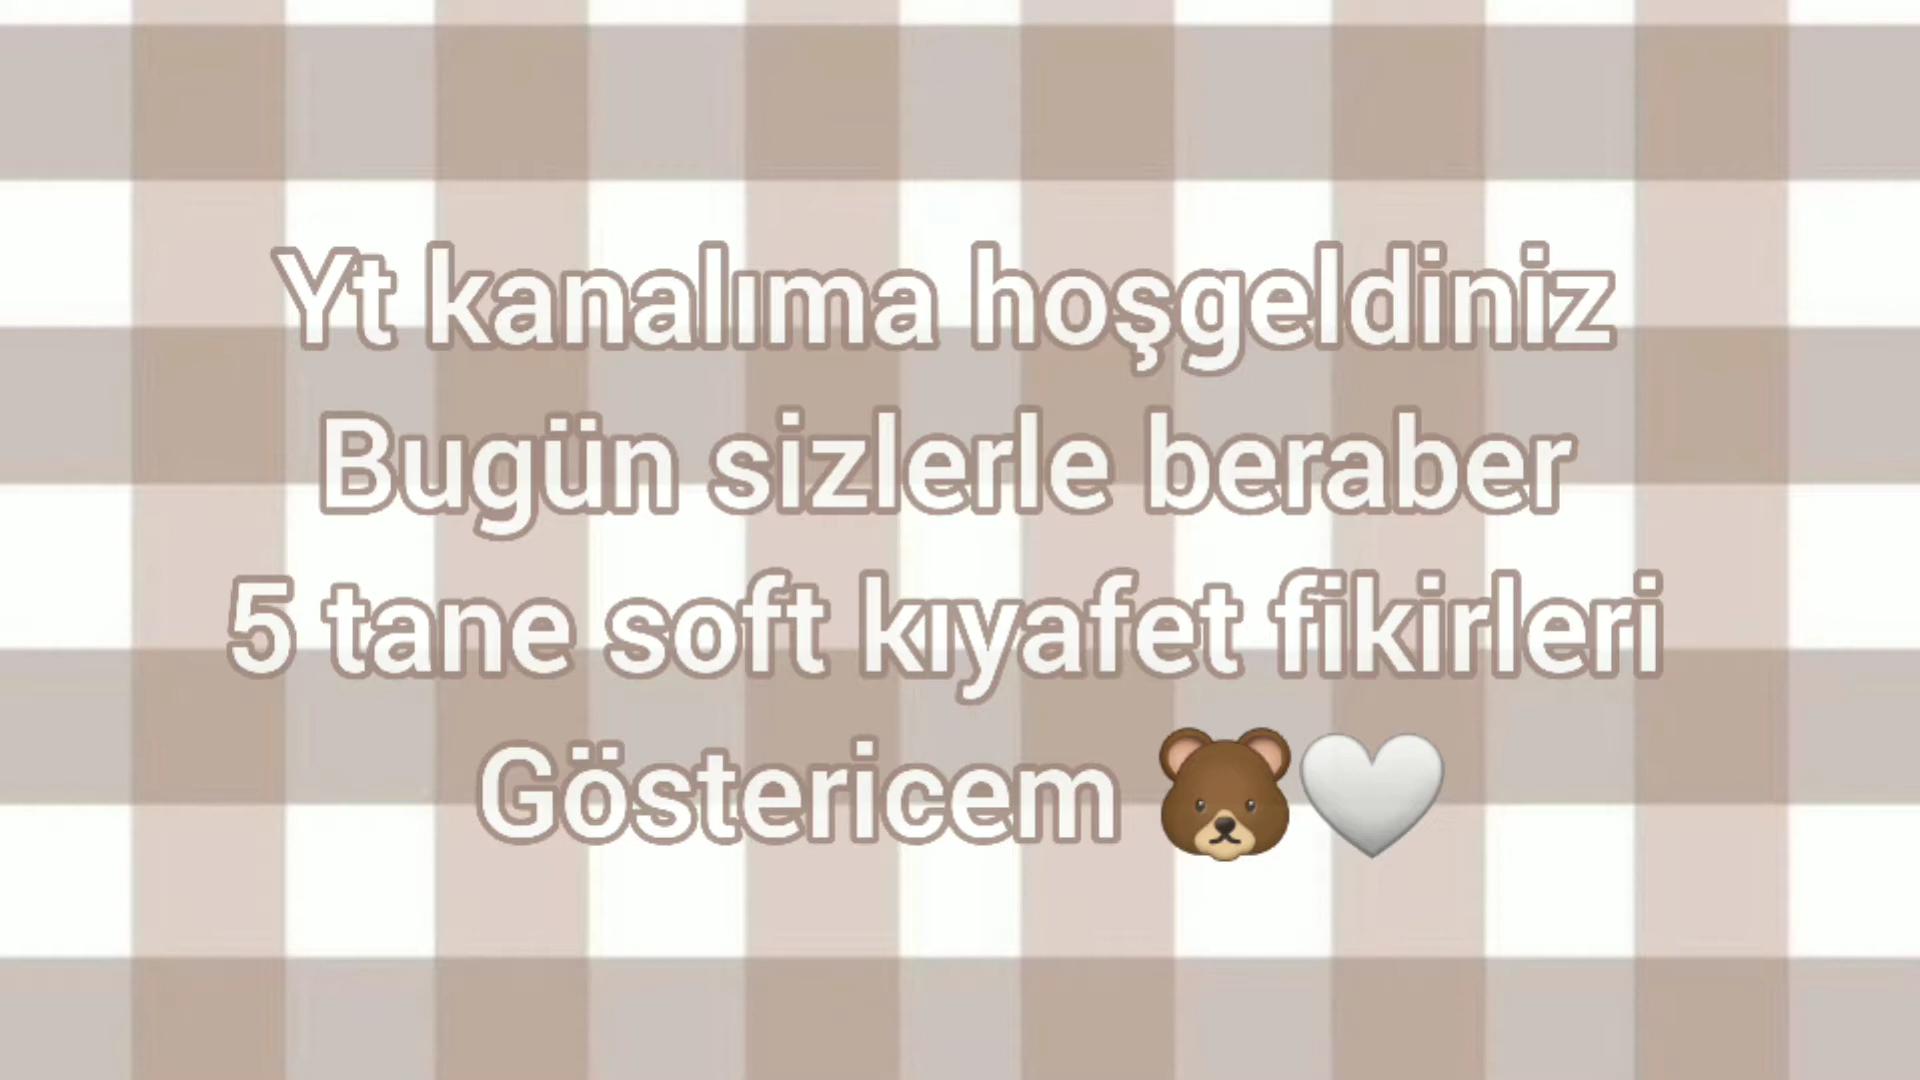 Yt kanalıma hoşgeldiniz
Bugün sizlerle beraber
5 tane soft kıyafet fikirleri
Göstericem 🐻🤍